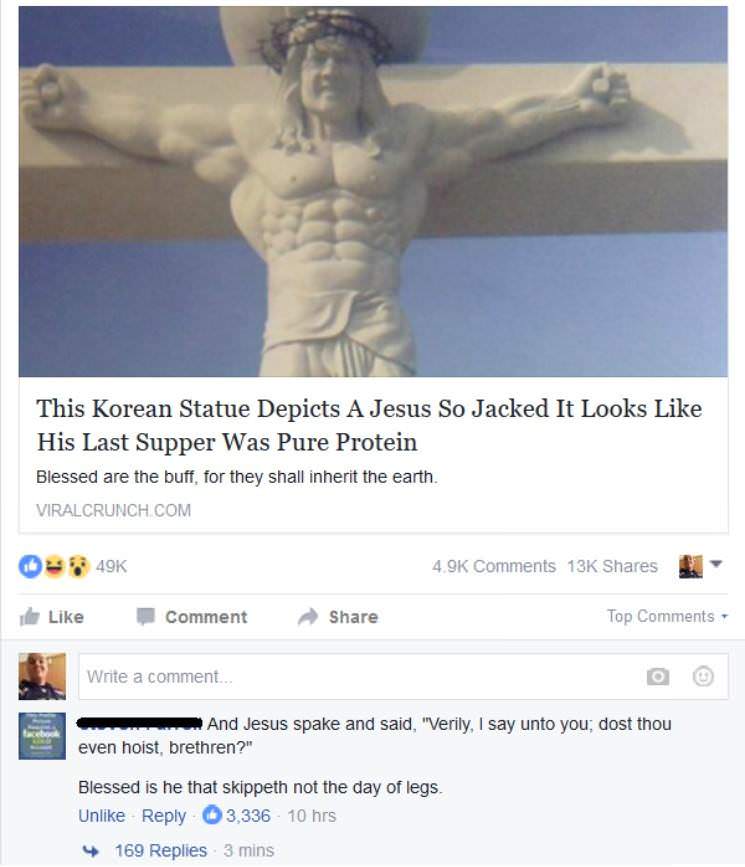 This Korean Statue Depicts A Jesus So Jacked It Looks Like
His Last Supper Was Pure Protein
Blessed are the buff, for they shall inherit the earth.
VIRALCRUNCH.COM
49K
4.9K Comments 13K Shares
Like Comment Share
Top Comments
Write a comment...
facebook
And Jesus spake and said, "Verily, I say unto you; dost thou
even hoist, brethren?"
Blessed is he that skippeth not the day of legs.
Unlike · Reply · 3,336 · 10 hrs
169 Replies · 3 mins